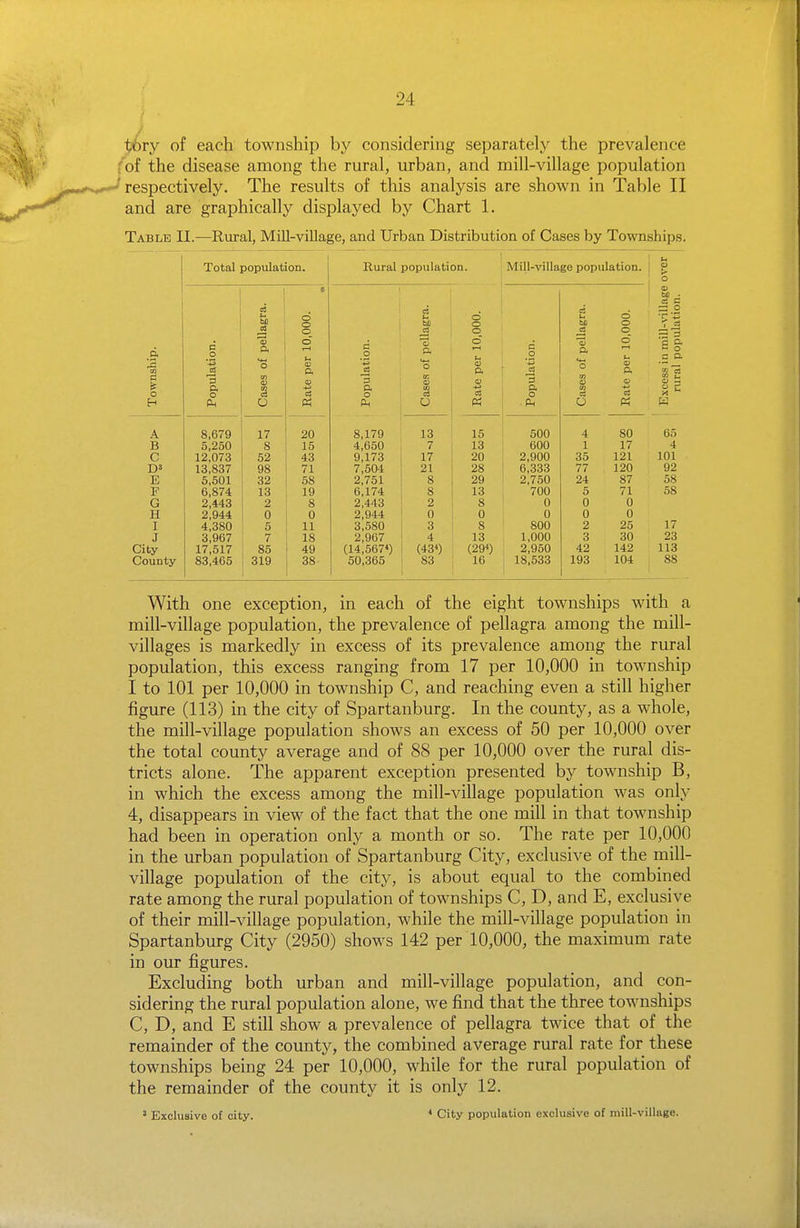 24
tory of each township by considering separately the prevalence
of the disease among the rural, urban, and mill-village population
respectively. The results of this analysis are shown in Table II
and are graphically displayed by Chart 1.
Table II.—Rural, Mill-village, and Urban Distribution of Cases by Townships.
Total population. Rural population. Mill-village population.
Township. Population. Cases of pellagra. Rate per 10,000. Population. Cases of pellagra. Rate per 10,000. Population. Cases of pellagra. Rate per 10,000. Excess in mill-village over rural population.
A 8,679 17 20 8,179 13 15 500 4 80 65
B 5,250 8 15 4,650 7 13 600 1 17 4
C 12,073 52 43 9,173 17 20 2,900 35 121 101
D³ 13,837 98 71 7,504 21 28 6,333 77 120 92
E 5,501 32 58 2,751 8 29 2,750 24 87 58
F 6,874 13 19 6,174 8 13 700 5 71 58
G 2,443 2 8 2,443 2 8 0 0 0
H 2,944 0 0 2,944 0 0 0 0 0
I 4,380 5 11 3,580 3 8 800 2 25 17
J 3,967 7 18 2,967 4 13 1,000 3 30 23
City 17,517 85 49 (14,567⁴) (43⁴) (29⁴) 2,950 42 142 113
County 83,465 319 38 50,365 83 16 18,533 193 104 88
With one exception, in each of the eight townships with a
mill-village population, the prevalence of pellagra among the mill-
villages is markedly in excess of its prevalence among the rural
population, this excess ranging from 17 per 10,000 in township
I to 101 per 10,000 in township C, and reaching even a still higher
figure (113) in the city of Spartanburg. In the county, as a whole,
the mill-village population shows an excess of 50 per 10,000 over
the total county average and of 88 per 10,000 over the rural dis-
tricts alone. The apparent exception presented by township B,
in which the excess among the mill-village population was only
4, disappears in view of the fact that the one mill in that township
had been in operation only a month or so. The rate per 10,000
in the urban population of Spartanburg City, exclusive of the mill-
village population of the city, is about equal to the combined
rate among the rural population of townships C, D, and E, exclusive
of their mill-village population, while the mill-village population in
Spartanburg City (2950) shows 142 per 10,000, the maximum rate
in our figures.
Excluding both urban and mill-village population, and con-
sidering the rural population alone, we find that the three townships
C, D, and E still show a prevalence of pellagra twice that of the
remainder of the county, the combined average rural rate for these
townships being 24 per 10,000, while for the rural population of
the remainder of the county it is only 12.
³ Exclusive of city. ⁴ City population exclusive of mill-village.